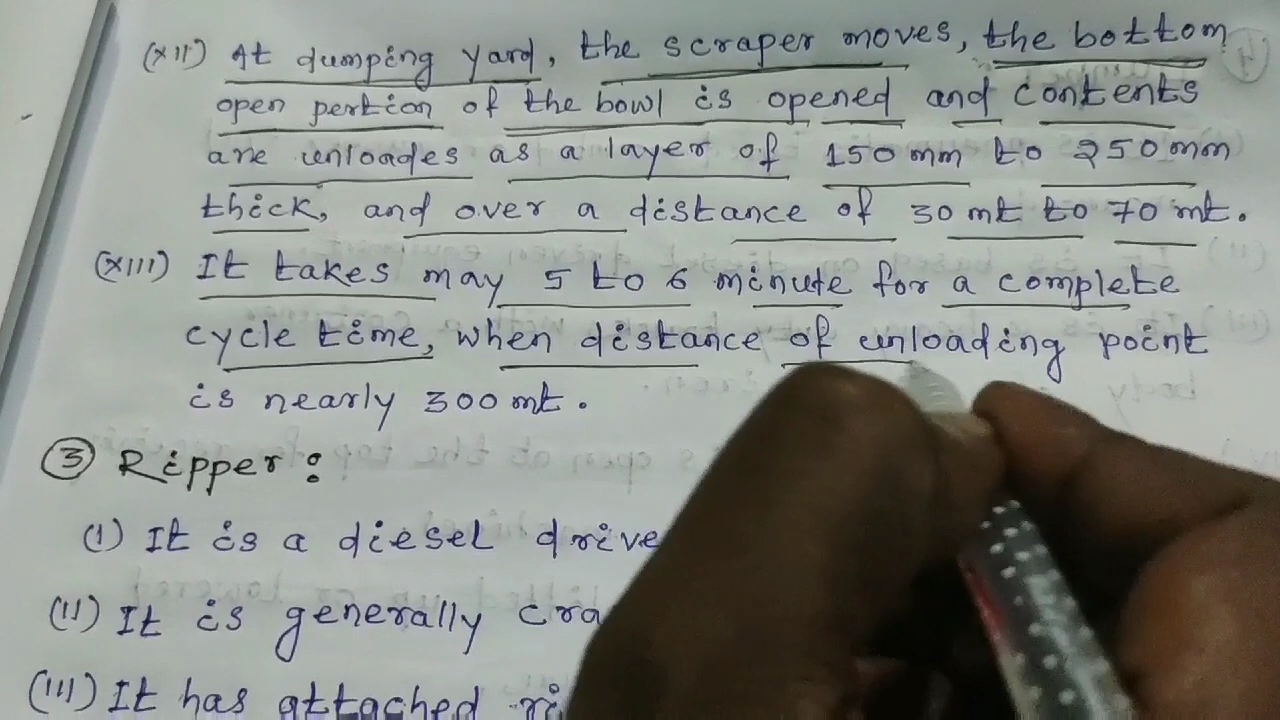 (XII) At dumping yard, the scraper moves, the bottom
open pertion of the bowl is opened and contents
are unloades as a layer of 150 mm to 250 mm
thick, and over a distance of 30 mt to 70 mt.
(XIII) It takes may 5 to 6 minute for a complete
cycle time, when distance of unloading point
is nearly 300 mt.
③ Ripper:
(I) It is a diesel drive
(II) It is generally cra
(III) It has attached ri